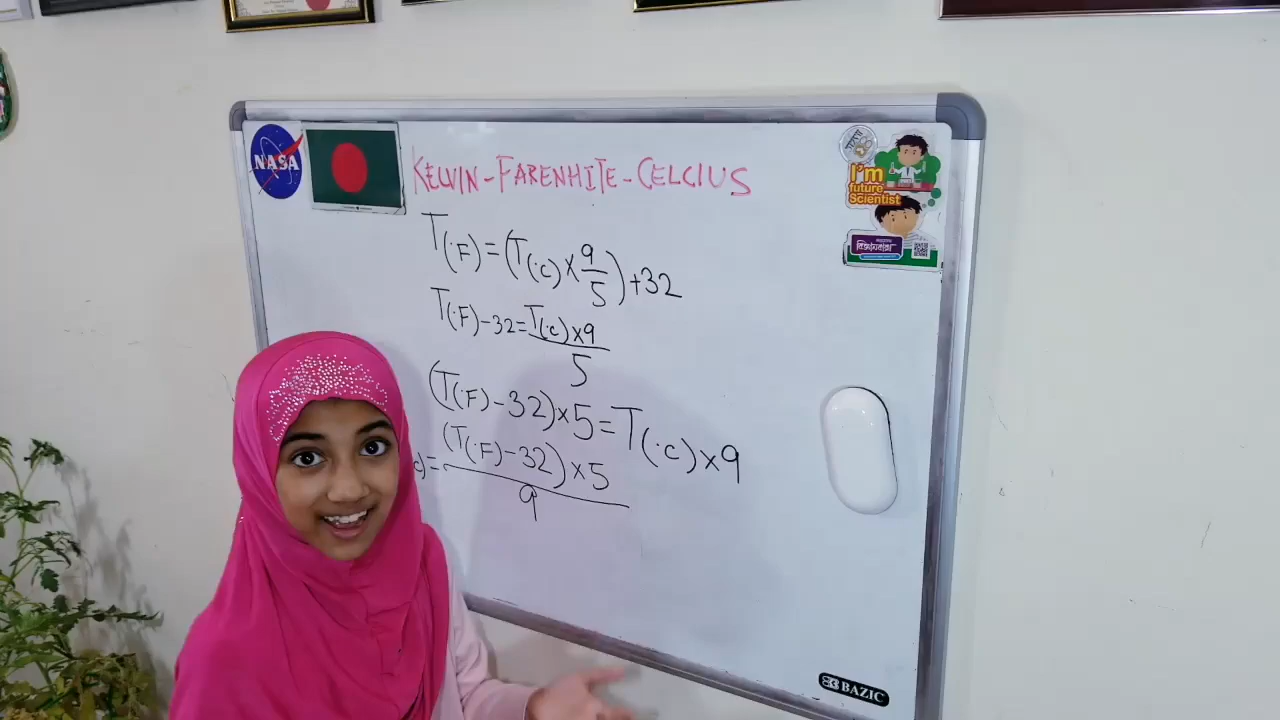 NASA
KELVIN-FARENHITE-CELCIUS
I'm
future
Scientist
T(·F)=(T(·C)×9/5)+32
T(·F)-32=T(·C)×9/5
(T(·F)-32)×5=T(·C)×9
c)=(T(·F)-32)×5/9
BAZIC